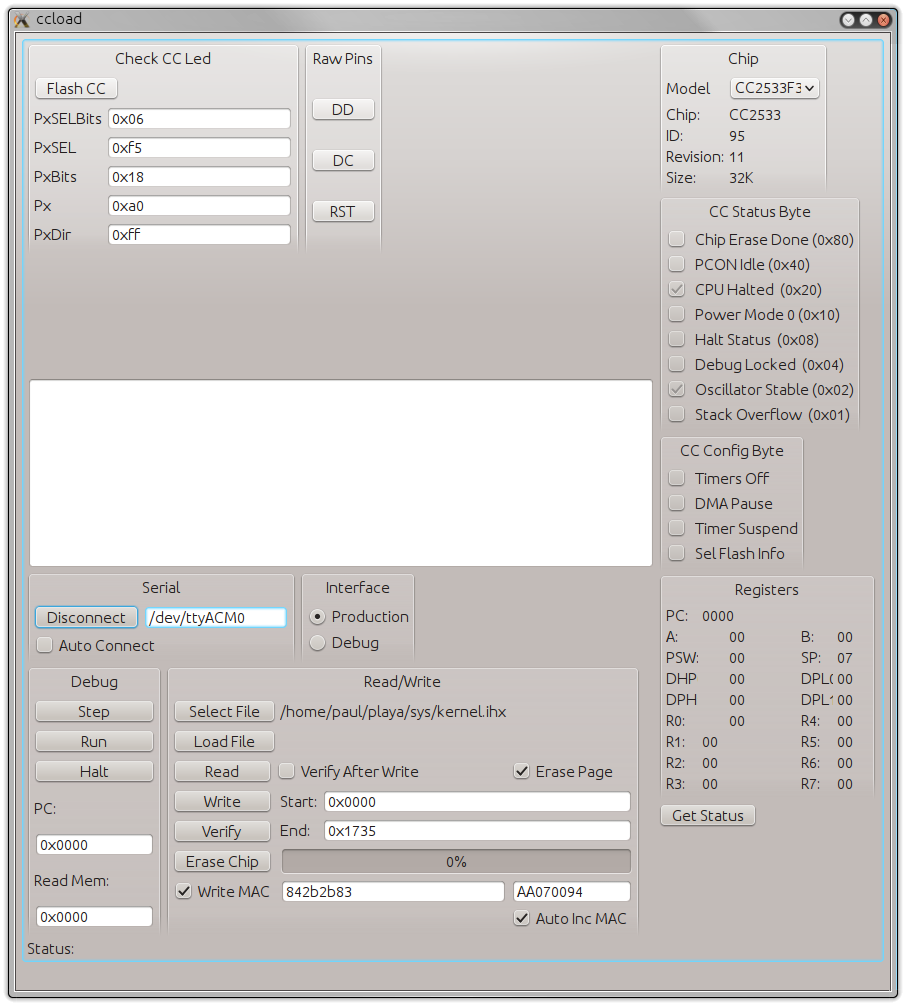 ccload
Check CC Led
Flash CC
PxSELBits 0x06
PxSEL 0xf5
PxBits 0x18
Px 0xa0
PxDir 0xff
Raw Pins
DD
DC
RST
Chip
Model CC2533F3
Chip: CC2533
ID: 95
Revision: 11
Size: 32K
CC Status Byte
Chip Erase Done (0x80)
PCON Idle (0x40)
CPU Halted (0x20)
Power Mode 0 (0x10)
Halt Status (0x08)
Debug Locked (0x04)
Oscillator Stable (0x02)
Stack Overflow (0x01)
CC Config Byte
Timers Off
DMA Pause
Timer Suspend
Sel Flash Info
Serial
Disconnect /dev/ttyACM0
Auto Connect
Interface
Production
Debug
Registers
PC: 0000
A: 00 B: 00
PSW: 00 SP: 07
DHP 00 DPL0 00
DPH 00 DPL1 00
R0: 00 R4: 00
R1: 00 R5: 00
R2: 00 R6: 00
R3: 00 R7: 00
Get Status
Debug
Step
Run
Halt
PC:
0x0000
Read Mem:
0x0000
Read/Write
Select File /home/paul/playa/sys/kernel.ihx
Load File
Read Verify After Write Erase Page
Write Start: 0x0000
Verify End: 0x1735
Erase Chip 0%
Write MAC 842b2b83 AA070094
Auto Inc MAC
Status: